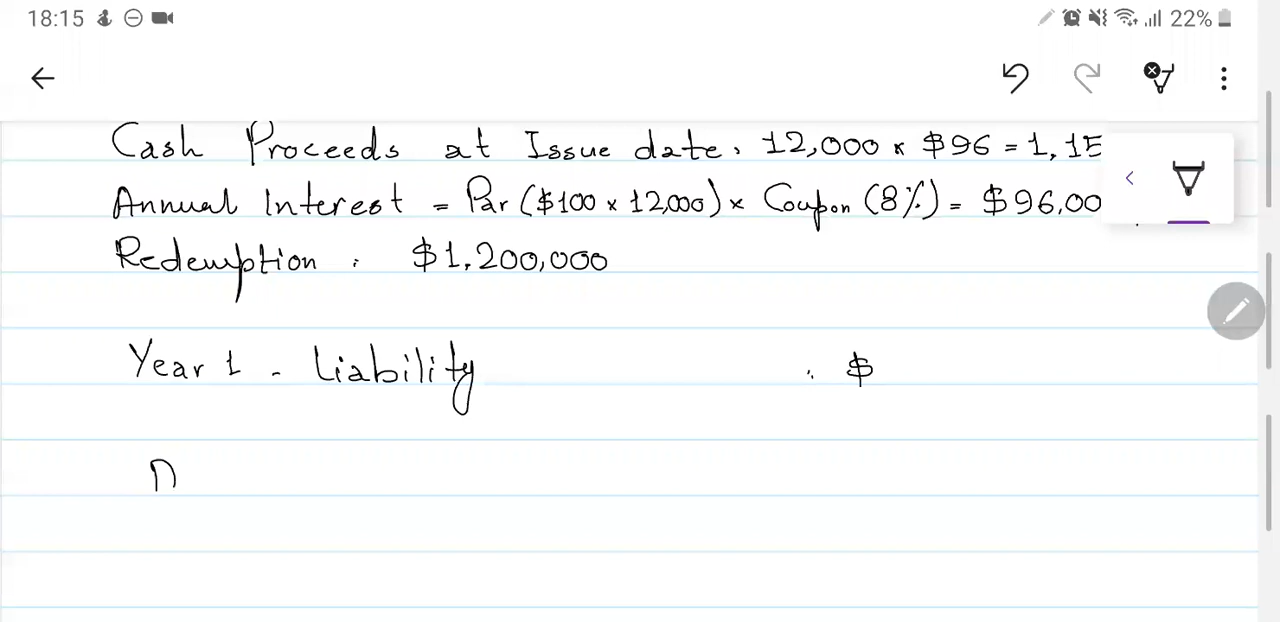 18:15 22%
Cash Proceeds at Issue date. 12,000 x $96 = 1,15
Annual Interest = Par ($100 x 12,000) x Coupon (8%) = $96,00
Redemption : $1,200,000
Year 1 - Liability : $